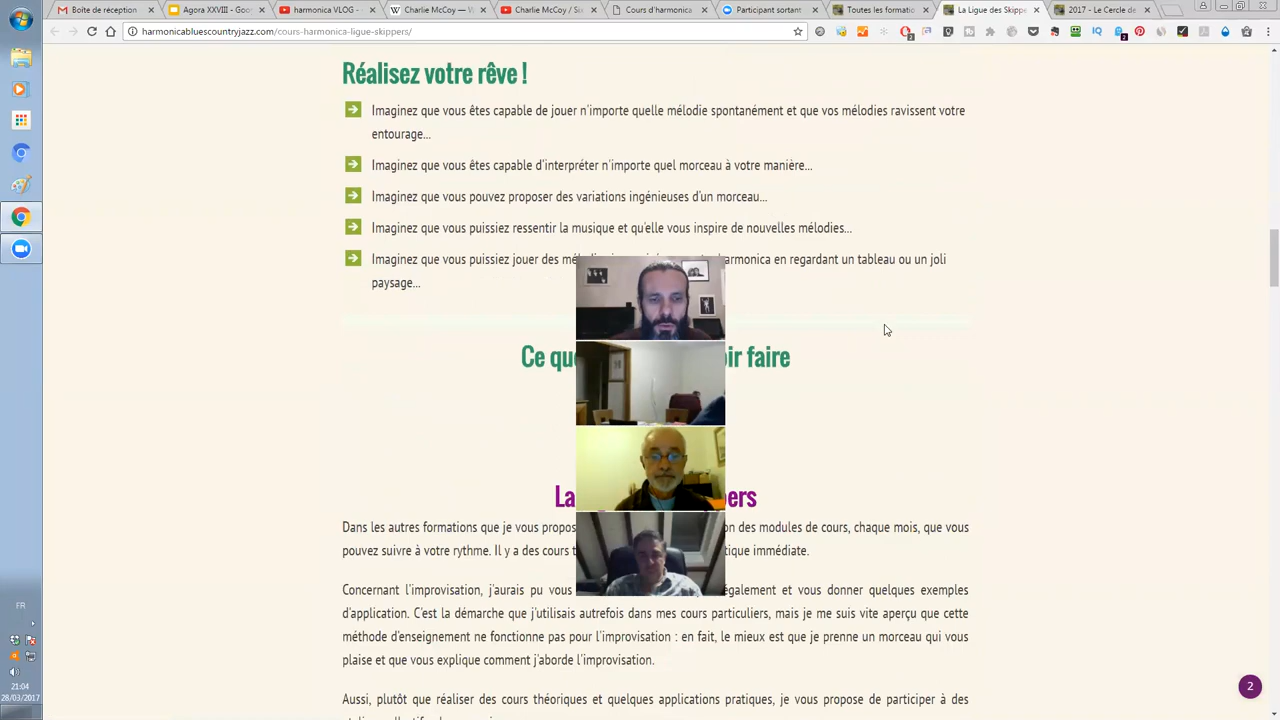 Boîte de réception
Agora XXVIII - Goo
harmonica VLOG - 
Charlie McCoy — W
Charlie McCoy / Si
Cours d'harmonica
Participant sortant
Toutes les formatio
La Ligue des Skippe
2017 - Le Cercle de
harmonicabluescountryjazz.com/cours-harmonica-ligue-skippers/
Réalisez votre rêve !
Imaginez que vous êtes capable de jouer n'importe quelle mélodie spontanément et que vos mélodies ravissent votre
entourage...
Imaginez que vous êtes capable d'interpréter n'importe quel morceau à votre manière...
Imaginez que vous pouvez proposer des variations ingénieuses d'un morceau...
Imaginez que vous puissiez ressentir la musique et qu'elle vous inspire de nouvelles mélodies...
Imaginez que vous puissiez jouer des harmonica en regardant un tableau ou un joli
paysage...
Ce que faire
La
Dans les autres formations que je vous des modules de cours, chaque mois, que vous
pouvez suivre à votre rythme. Il y a des cours immédiate.
Concernant l'improvisation, j'aurais pu vous également et vous donner quelques exemples
d'application. C'est la démarche que j'utilisais autrefois dans mes cours particuliers, mais je me suis vite aperçu que cette
méthode d'enseignement ne fonctionne pas pour l'improvisation : en fait, le mieux est que je prenne un morceau qui vous
plaise et que vous explique comment j'aborde l'improvisation.
Aussi, plutôt que réaliser des cours théoriques et quelques applications pratiques, je vous propose de participer à des
2
FR
21:04
28/03/2017